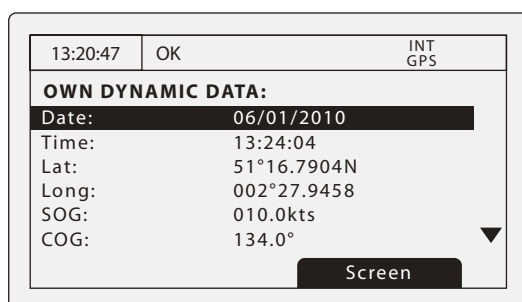 13:20:47 OK INT
GPS
OWN DYNAMIC DATA:
Date: 06/01/2010
Time: 13:24:04
Lat: 51°16.7904N
Long: 002°27.9458
SOG: 010.0kts
COG: 134.0°
Screen